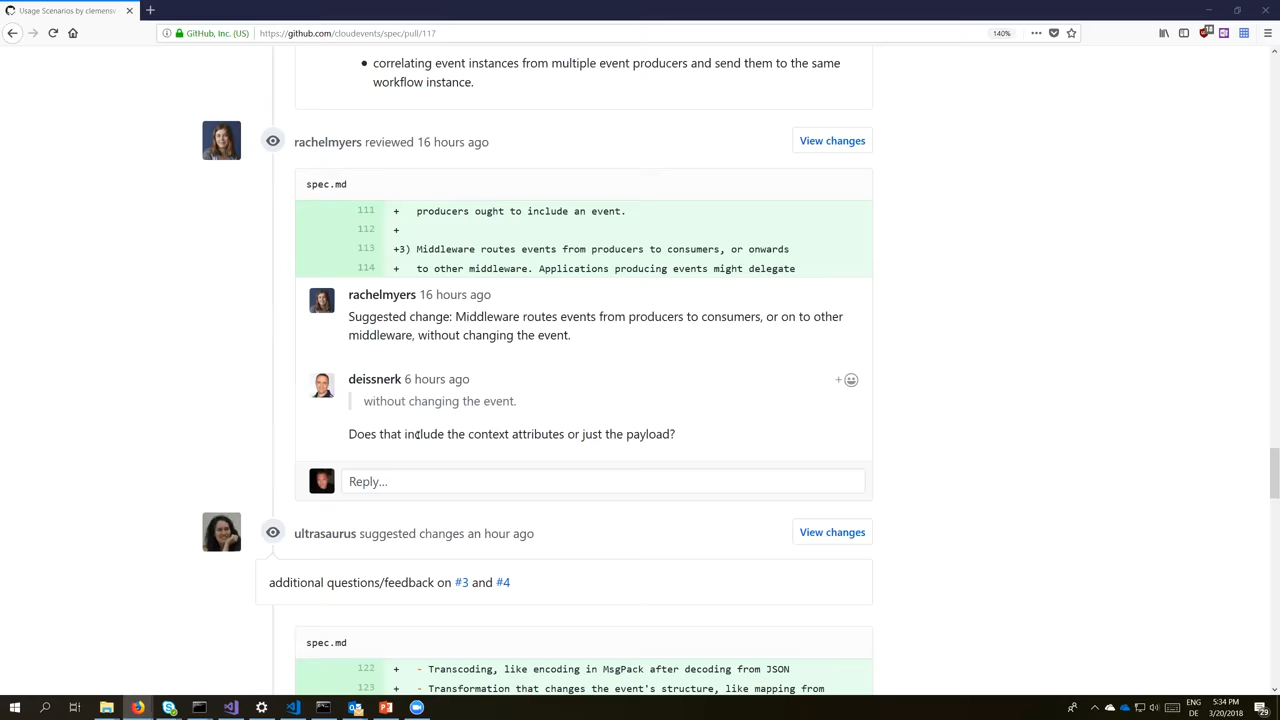 Usage Scenarios by clemensv
GitHub, Inc. (US)
https://github.com/cloudevents/spec/pull/117
140%
correlating event instances from multiple event producers and send them to the same
workflow instance.
rachelmyers reviewed 16 hours ago
View changes
spec.md
111 + producers ought to include an event.
112 +
113 +3) Middleware routes events from producers to consumers, or onwards
114 + to other middleware. Applications producing events might delegate
rachelmyers 16 hours ago
Suggested change: Middleware routes events from producers to consumers, or on to other
middleware, without changing the event.
deissnerk 6 hours ago
+
without changing the event.
Does that include the context attributes or just the payload?
Reply...
ultrasaurus suggested changes an hour ago
View changes
additional questions/feedback on #3 and #4
spec.md
122 + - Transcoding, like encoding in MsgPack after decoding from JSON
123 + - Transformation that changes the event's structure, like mapping from
ENG
DE
5:34 PM
3/20/2018
29